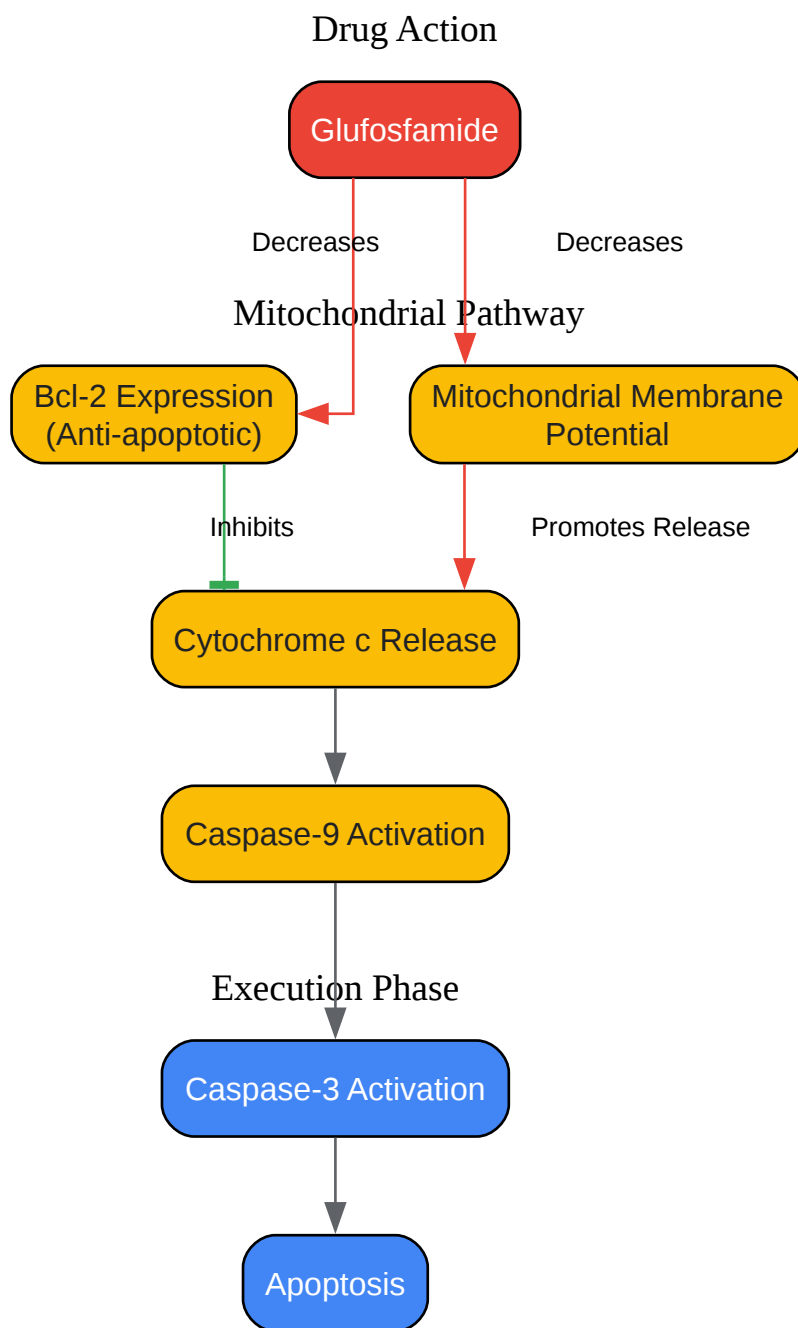 Drug Action
Glufosfamide
Decreases
Decreases
Mitochondrial Pathway
Bcl-2 Expression
(Anti-apoptotic)
Mitochondrial Membrane
Potential
Inhibits
Promotes Release
Cytochrome c Release
Caspase-9 Activation
Execution Phase
Caspase-3 Activation
Apoptosis